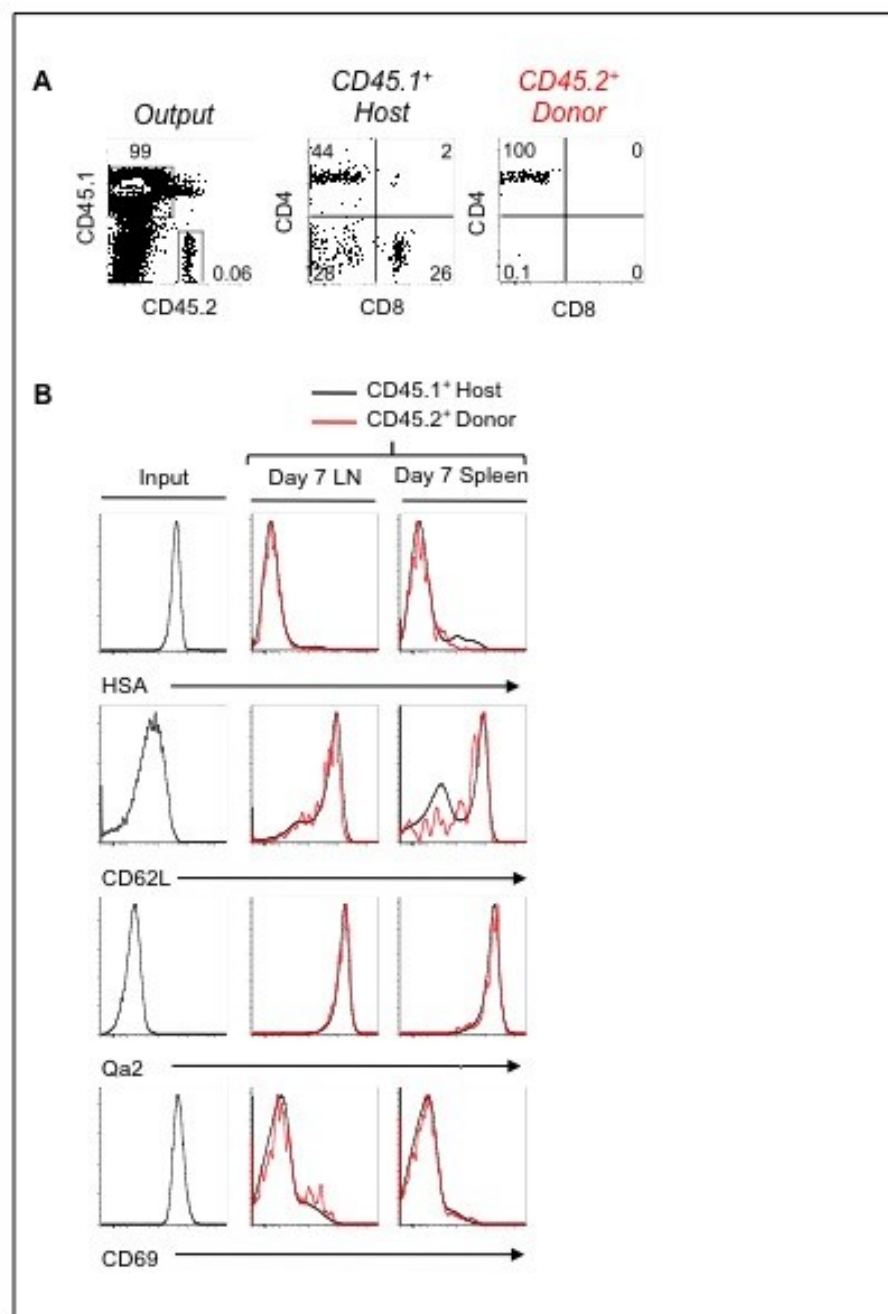 A
Output
CD45.1+
Host
CD45.2+
Donor
99
0.06
CD45.1
CD45.2
44
2
28
26
CD4
CD8
100
0
0.1
0
CD4
CD8
B
CD45.1+ Host
CD45.2+ Donor
Input
Day 7 LN
Day 7 Spleen
HSA
CD62L
Qa2
CD69